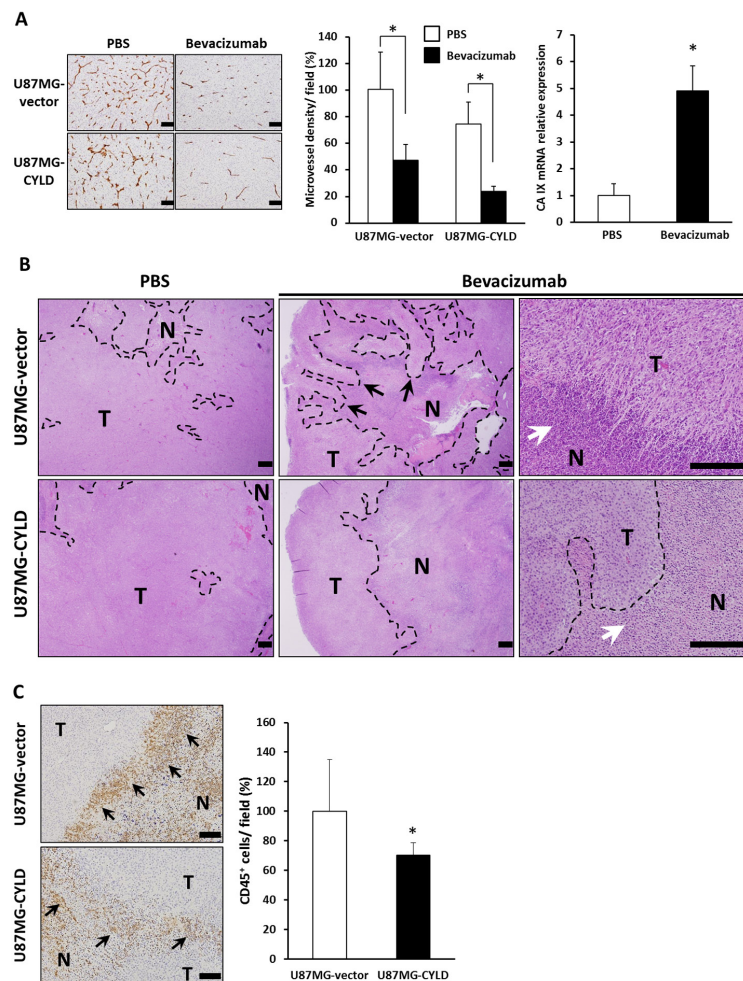 A
PBS
Bevacizumab
U87MG-
vector
U87MG-
CYLD
Microvessel density/ field (%)
160
140
120
100
80
60
40
20
0
*
*
PBS
Bevacizumab
U87MG-vector
U87MG-CYLD
CA IX mRNA relative expression
7
6
5
4
3
2
1
0
*
PBS
Bevacizumab
B
PBS
Bevacizumab
U87MG-vector
N
T
N
T
T
N
U87MG-CYLD
N
T
T
N
T
N
C
U87MG-vector
T
N
U87MG-CYLD
T
N
T
CD45+ cells/ field (%)
160
140
120
100
80
60
40
20
0
*
U87MG-vector
U87MG-CYLD